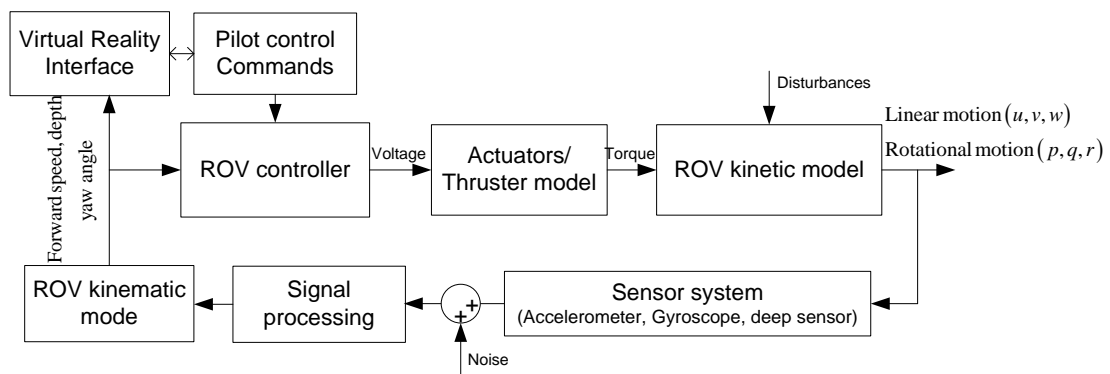 Virtual Reality
Interface
Pilot control
Commands
Disturbances
Linear motion (u, v, w)
Rotational motion (p, q, r)
Forward speed, depth
yaw angle
ROV controller
Voltage
Actuators/
Thruster model
Torque
ROV kinetic model
ROV kinematic
mode
Signal
processing
+
+
Sensor system
(Accelerometer, Gyroscope, deep sensor)
Noise